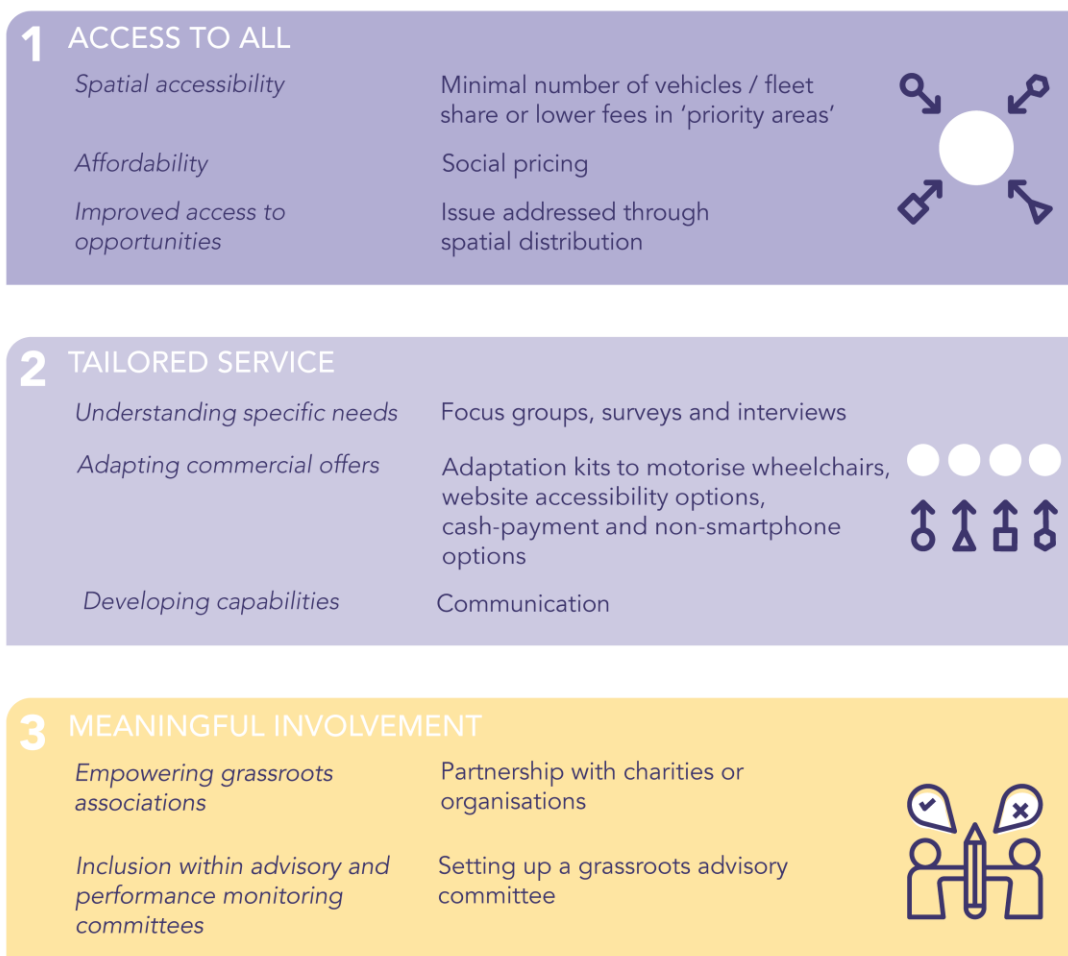 1 ACCESS TO ALL
Spatial accessibility
Minimal number of vehicles / fleet
share or lower fees in ‘priority areas’
Affordability
Social pricing
Improved access to
opportunities
Issue addressed through
spatial distribution
2 TAILORED SERVICE
Understanding specific needs
Focus groups, surveys and interviews
Adapting commercial offers
Adaptation kits to motorise wheelchairs,
website accessibility options,
cash-payment and non-smartphone
options
Developing capabilities
Communication
3 MEANINGFUL INVOLVEMENT
Empowering grassroots
associations
Partnership with charities or
organisations
Inclusion within advisory and
performance monitoring
committees
Setting up a grassroots advisory
committee